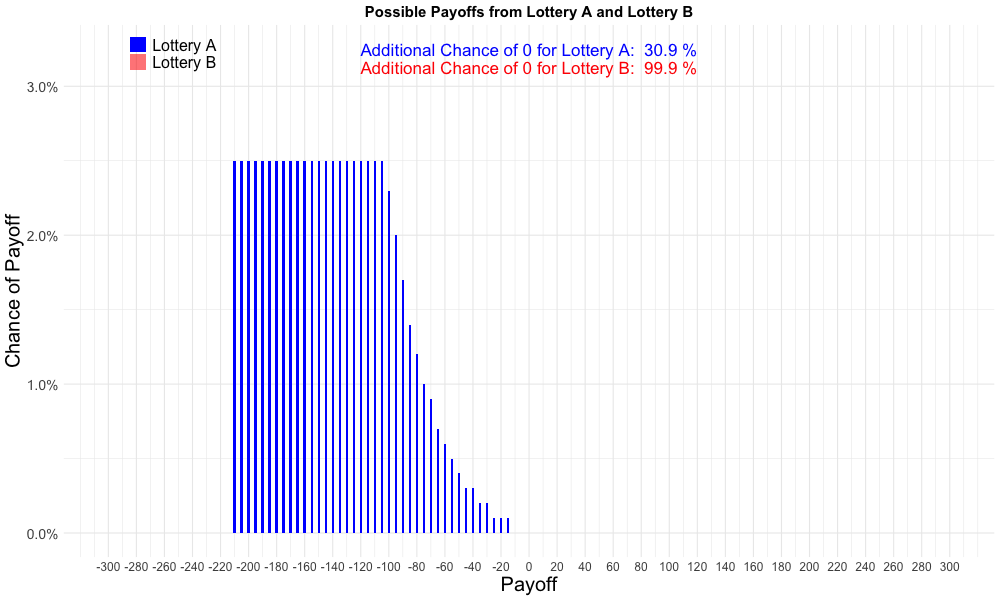 Possible Payoffs from Lottery A and Lottery B
Lottery A
Lottery B
Additional Chance of 0 for Lottery A: 30.9 %
Additional Chance of 0 for Lottery B: 99.9 %
Chance of Payoff
3.0%
2.0%
1.0%
0.0%
-300 -280 -260 -240 -220 -200 -180 -160 -140 -120 -100 -80 -60 -40 -20 0 20 40 60 80 100 120 140 160 180 200 220 240 260 280 300
Payoff